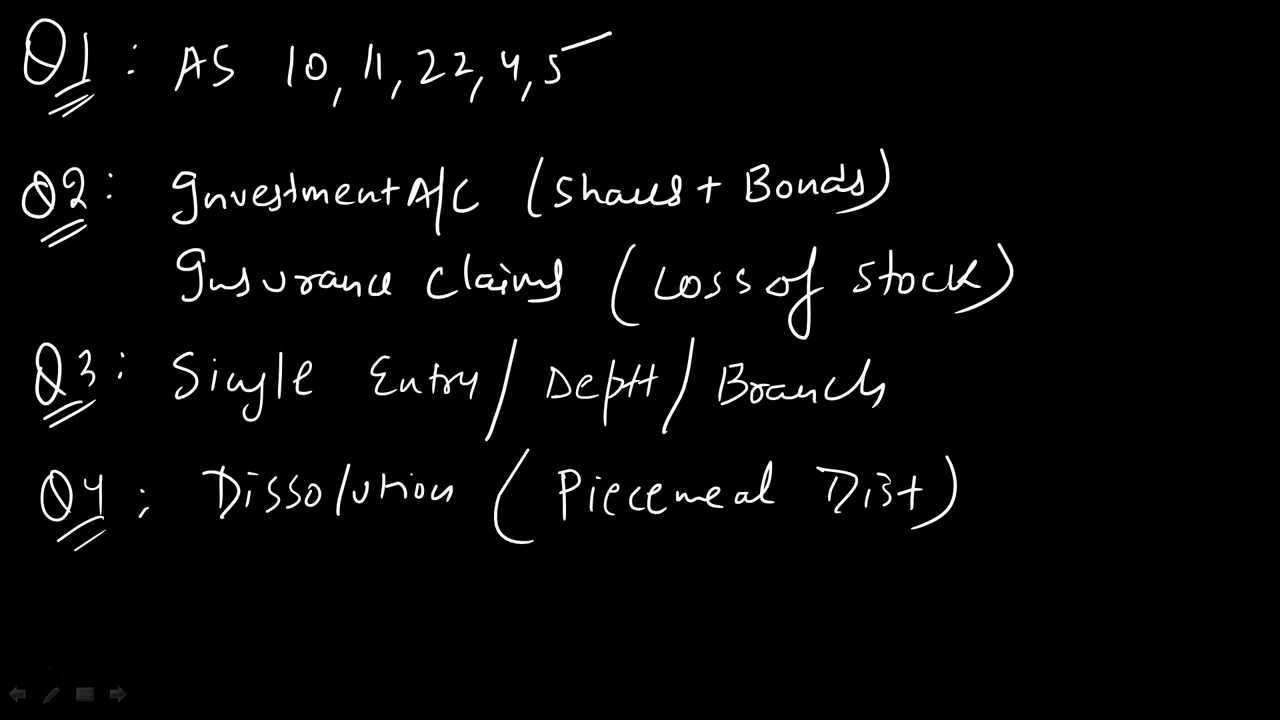 Q1: AS 10, 11, 22, 4, 5
Q2: Investment A/C (Shares + Bonds)
Insurance claims (Loss of Stock)
Q3: Single Entry/Deptt/Branch
Q4: Dissolution (Piecemeal Dist)